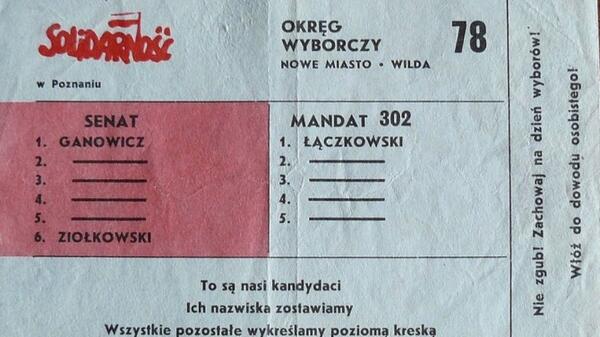 SOLIDARNOŚĆ
w Poznaniu
OKRĘG
WYBORCZY
NOWE MIASTO • WILDA
78
SENAT
1. GANOWICZ
2.
3.
4.
5.
6. ZIOŁKOWSKI
MANDAT 302
1. ŁĄCZKOWSKI
2.
3.
4.
5.
To są nasi kandydaci
Ich nazwiska zostawiamy
Wszystkie pozostałe wykreślamy poziomą kreską
Nie zgub! Zachowaj na dzień wyborów!
Włóż do dowodu osobistego!